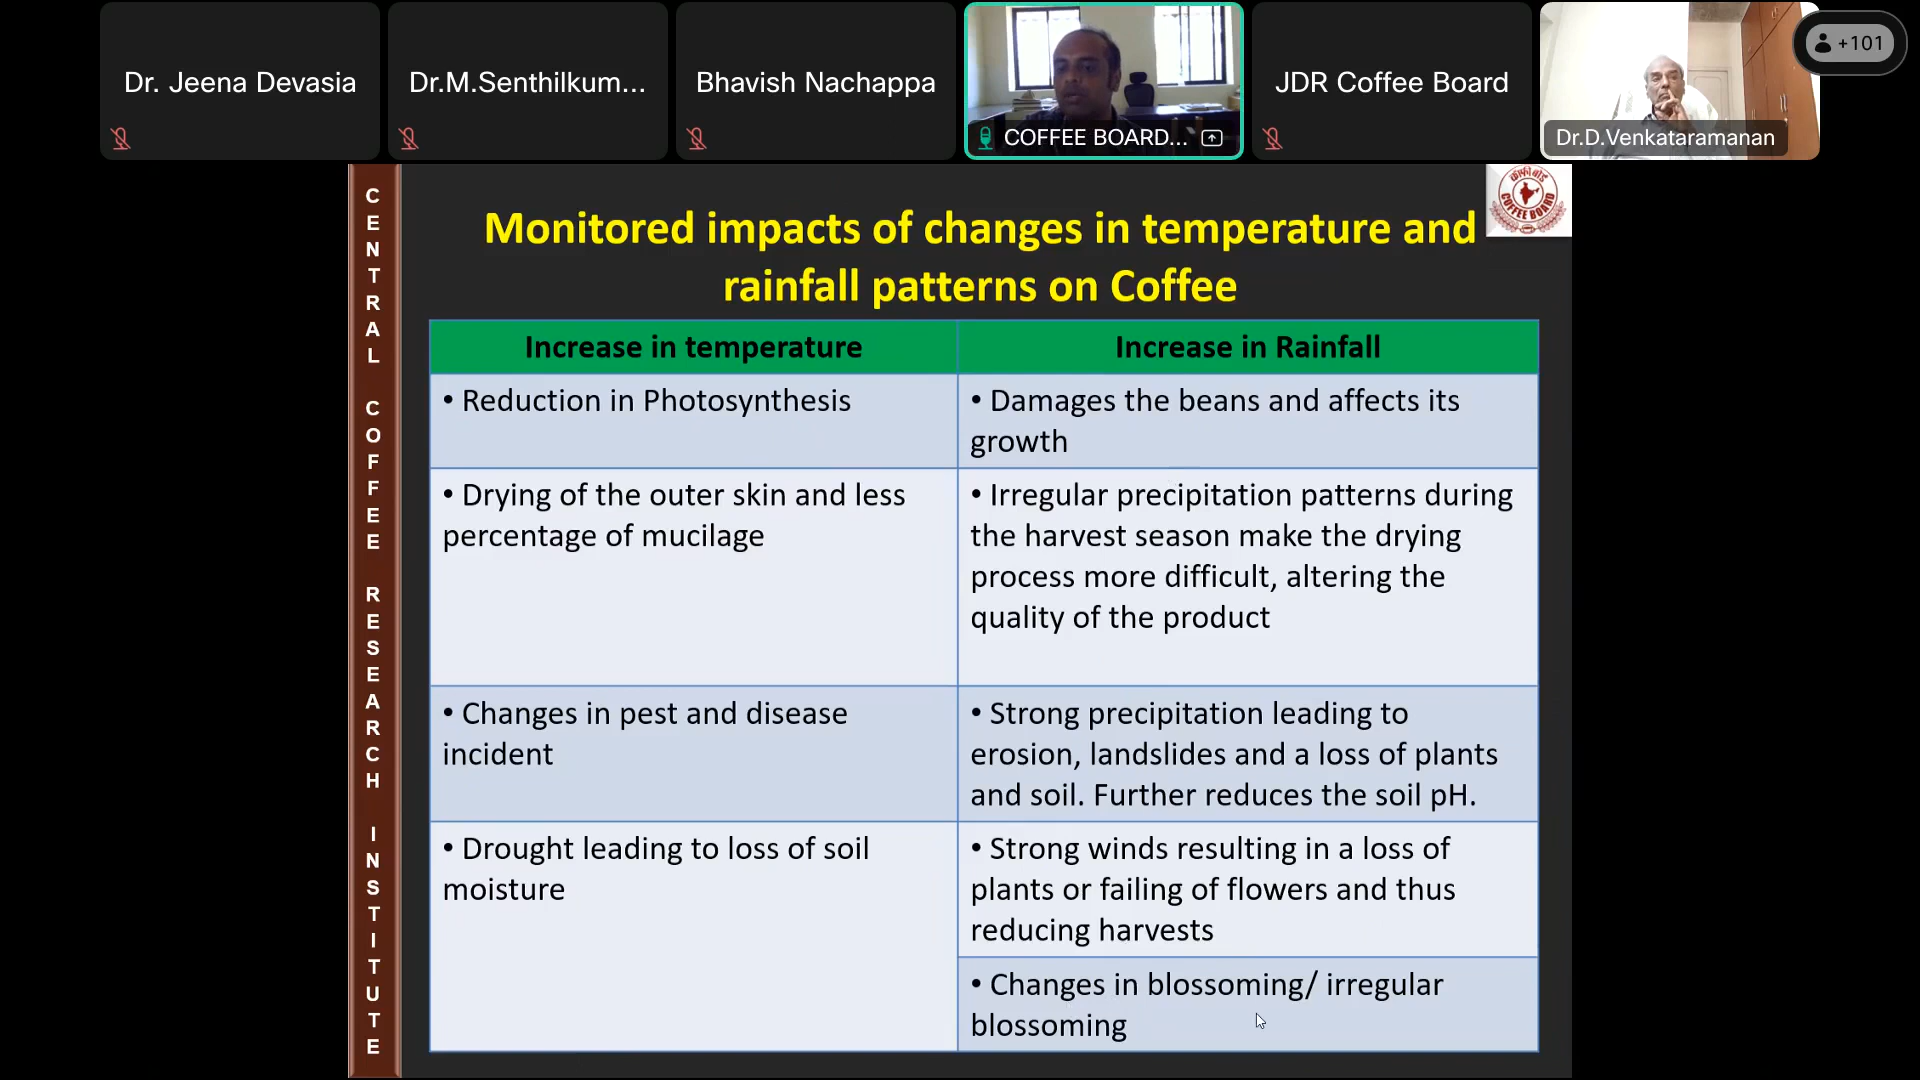 Dr. Jeena Devasia
Dr.M.Senthilkum...
Bhavish Nachappa
COFFEE BOARD...
JDR Coffee Board
Dr.D.Venkataramanan
+101
CENTRAL COFFEE RESEARCH INSTITUTE
कॉफी बोर्ड
COFFEE BOARD
Monitored impacts of changes in temperature and
rainfall patterns on Coffee
Increase in temperature
Increase in Rainfall
• Reduction in Photosynthesis
• Damages the beans and affects its
growth
• Drying of the outer skin and less
percentage of mucilage
• Irregular precipitation patterns during
the harvest season make the drying
process more difficult, altering the
quality of the product
• Changes in pest and disease
incident
• Strong precipitation leading to
erosion, landslides and a loss of plants
and soil. Further reduces the soil pH.
• Drought leading to loss of soil
moisture
• Strong winds resulting in a loss of
plants or failing of flowers and thus
reducing harvests
• Changes in blossoming/ irregular
blossoming